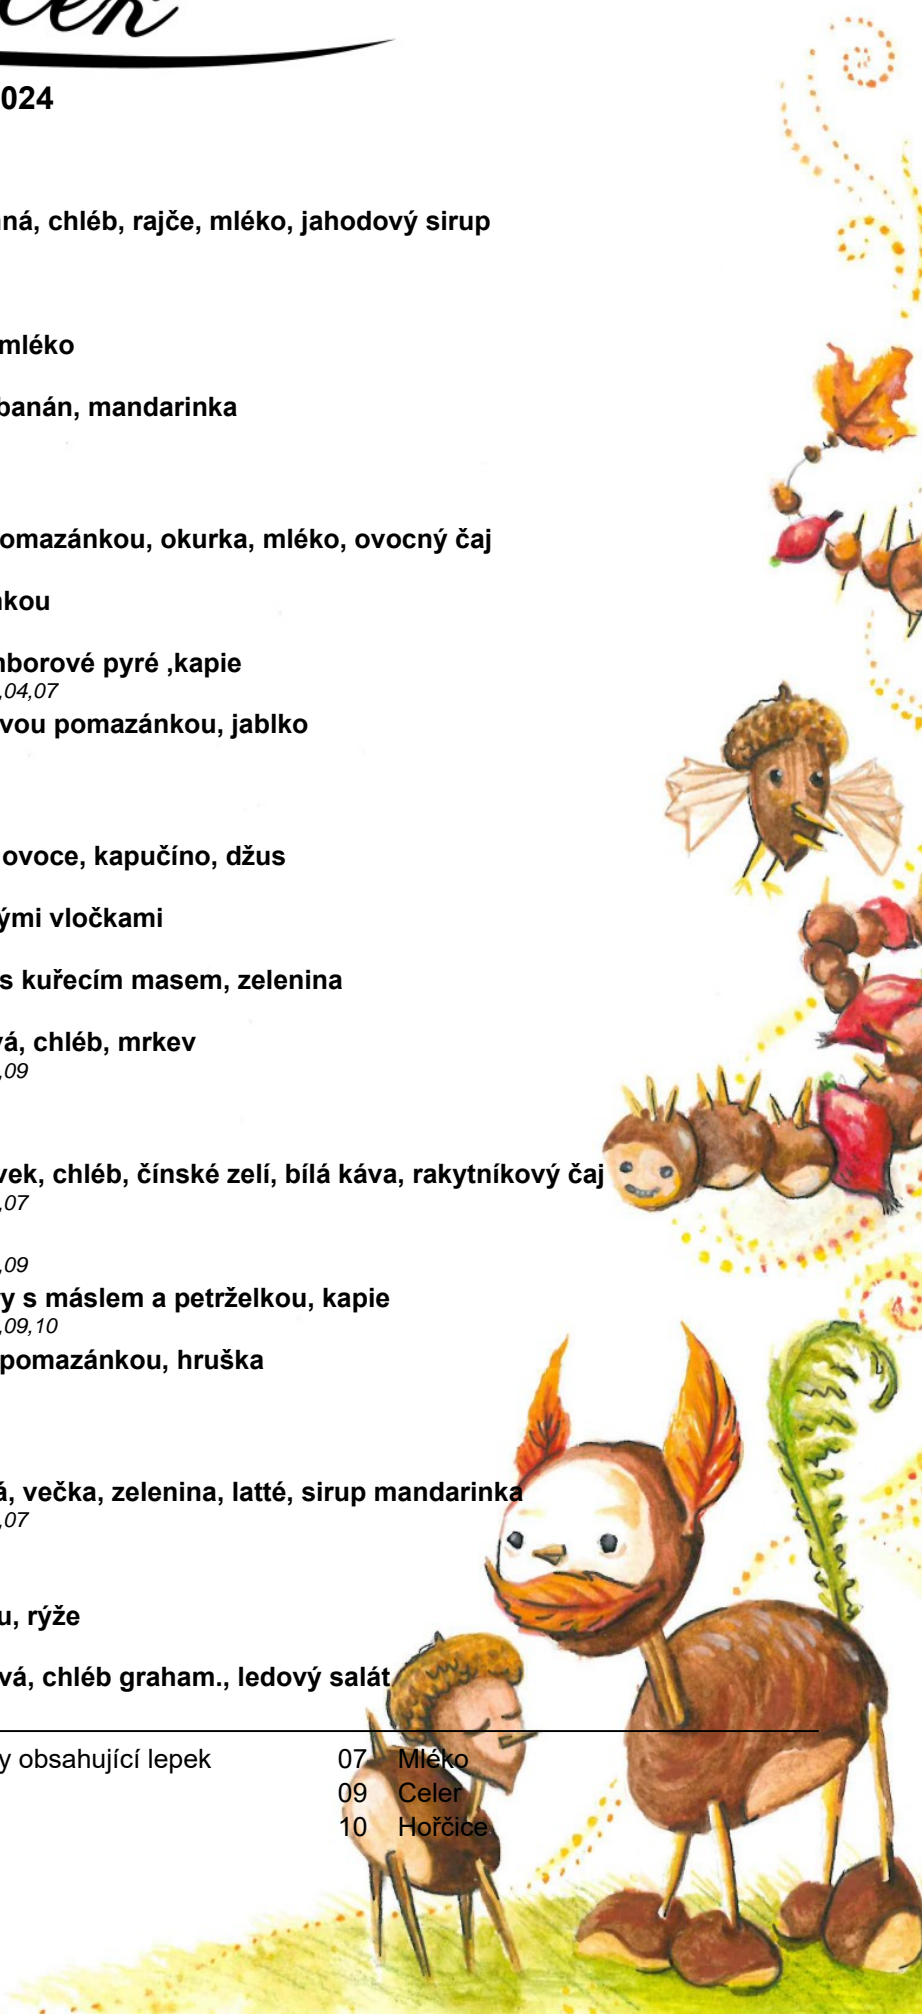 024
ná, chléb, rajče, mléko, jahodový sirup
mléko
banán, mandarinka
omazánkou, okurka, mléko, ovocný čaj
nkou
mborové pyré ,kapie
,04,07
vou pomazánkou, jablko
ovoce, kapučíno, džus
ými vločkami
s kuřecím masem, zelenina
vá, chléb, mrkev
,09
vek, chléb, čínské zelí, bílá káva, rakytníkový čaj
,07
,09
y s máslem a petrželkou, kapie
,09,10
pomazánkou, hruška
á, večka, zelenina, latté, sirup mandarinka
,07
u, rýže
vá, chléb graham., ledový salát
y obsahující lepek 07 Mléko
09 Celer
10 Hořčice